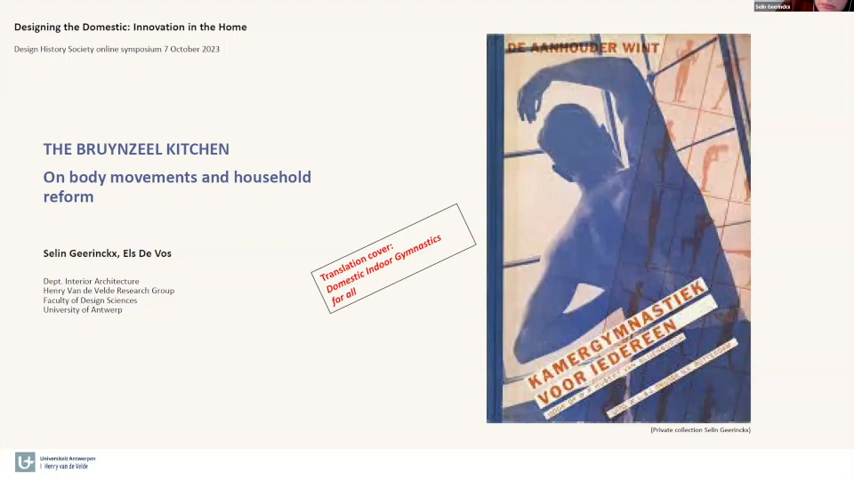 Designing the Domestic: Innovation in the Home
Selin Geerinckx
Design History Society online symposium 7 October 2023
DE AANHOUDER WINT
THE BRUYNZEEL KITCHEN
On body movements and household
reform
Translation cover:
Domestic Indoor Gymnastics
for all
Selin Geerinckx, Els De Vos
Dept. Interior Architecture
Henry Van de Velde Research Group
Faculty of Design Sciences
University of Antwerp
KAMERGYMNASTIEK
VOOR IEDEREEN
(Private collection Selin Geerinckx)
Universiteit Antwerpen
Henry van de Velde